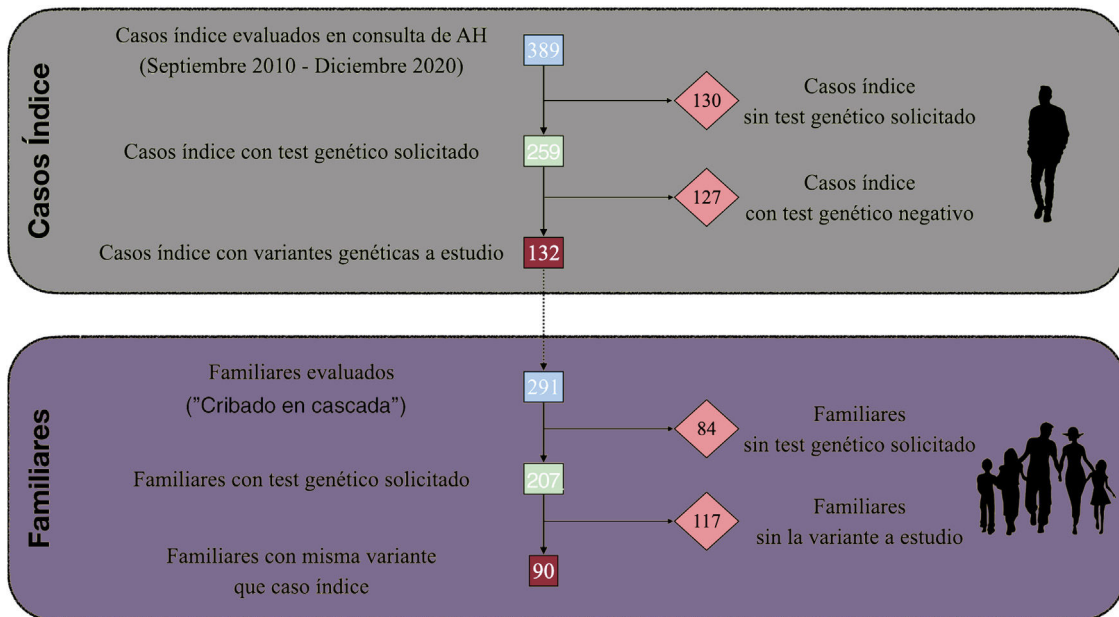 Casos Índice
Casos índice evaluados en consulta de AH
(Septiembre 2010 - Diciembre 2020)
389
130
Casos índice
sin test genético solicitado
Casos índice con test genético solicitado
259
127
Casos índice
con test genético negativo
Casos índice con variantes genéticas a estudio
132
Familiares
Familiares evaluados
("Cribado en cascada")
291
84
Familiares
sin test genético solicitado
Familiares con test genético solicitado
207
117
Familiares
sin la variante a estudio
Familiares con misma variante
que caso índice
90